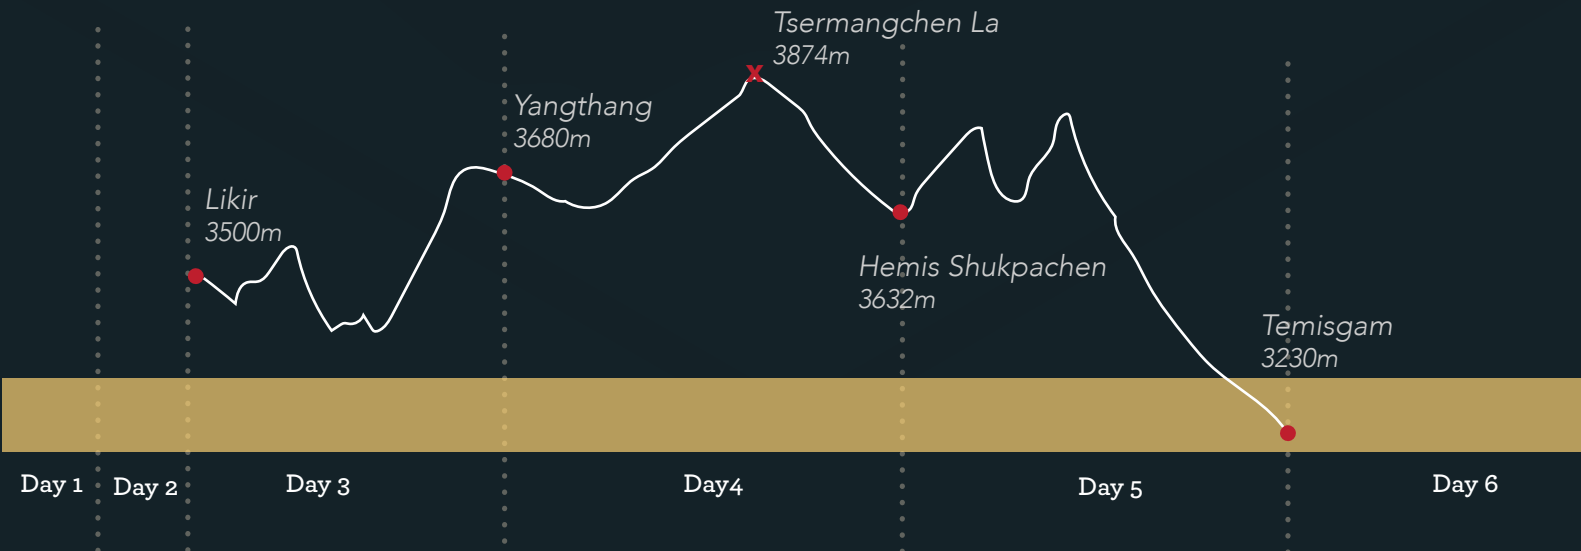 Tsermangchen La
3874m
Yangthang
3680m
Likir
3500m
Hemis Shukpachen
3632m
Temisgam
3230m
Day 1
Day 2
Day 3
Day4
Day 5
Day 6